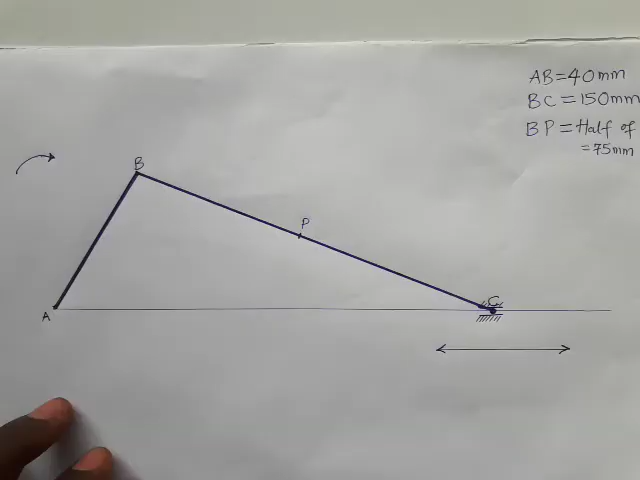 AB=40mm
BC=150mm
BP=Half of
=75mm
B
P
C
A